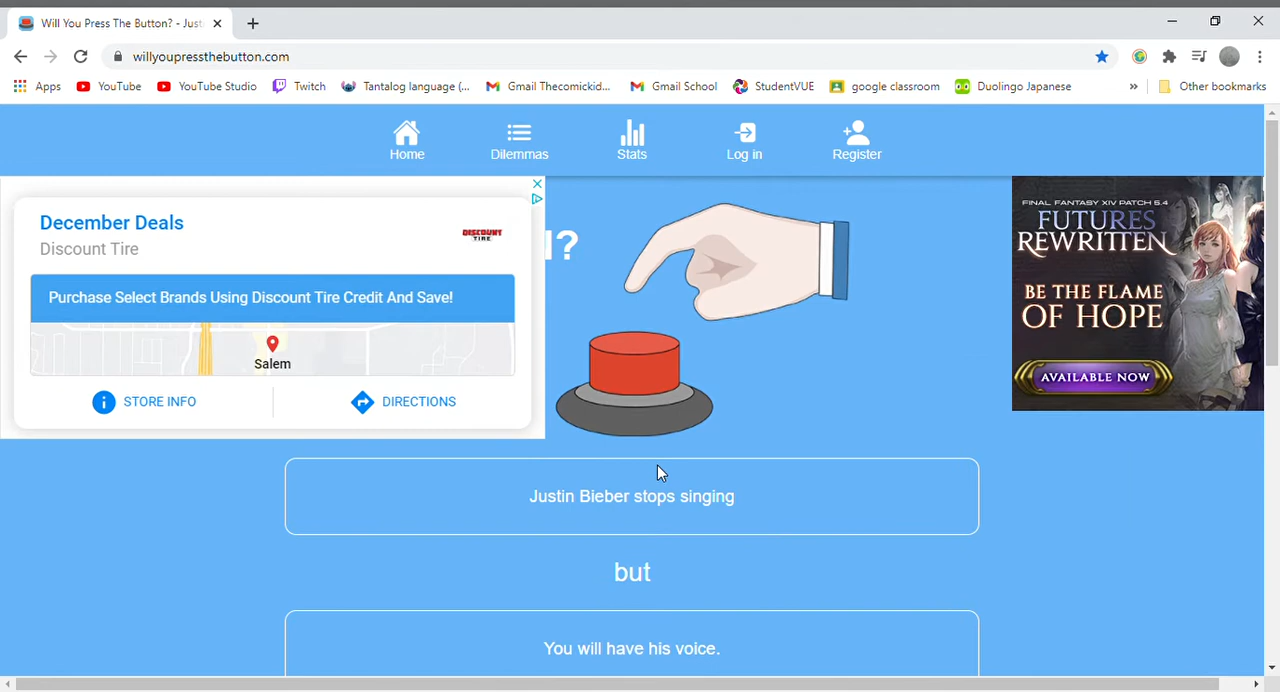 Will You Press The Button? - Just
willyoupressthebutton.com
Apps YouTube YouTube Studio Twitch Tantalog language (... Gmail Thecomickid... Gmail School StudentVUE google classroom Duolingo Japanese » Other bookmarks
Home Dilemmas Stats Log in Register
December Deals
Discount Tire
DISCOUNT
TIRE
Purchase Select Brands Using Discount Tire Credit And Save!
Salem
STORE INFO DIRECTIONS
?
FINAL FANTASY XIV PATCH 5.4
FUTURES
REWRITTEN
BE THE FLAME
OF HOPE
AVAILABLE NOW
Justin Bieber stops singing
but
You will have his voice.